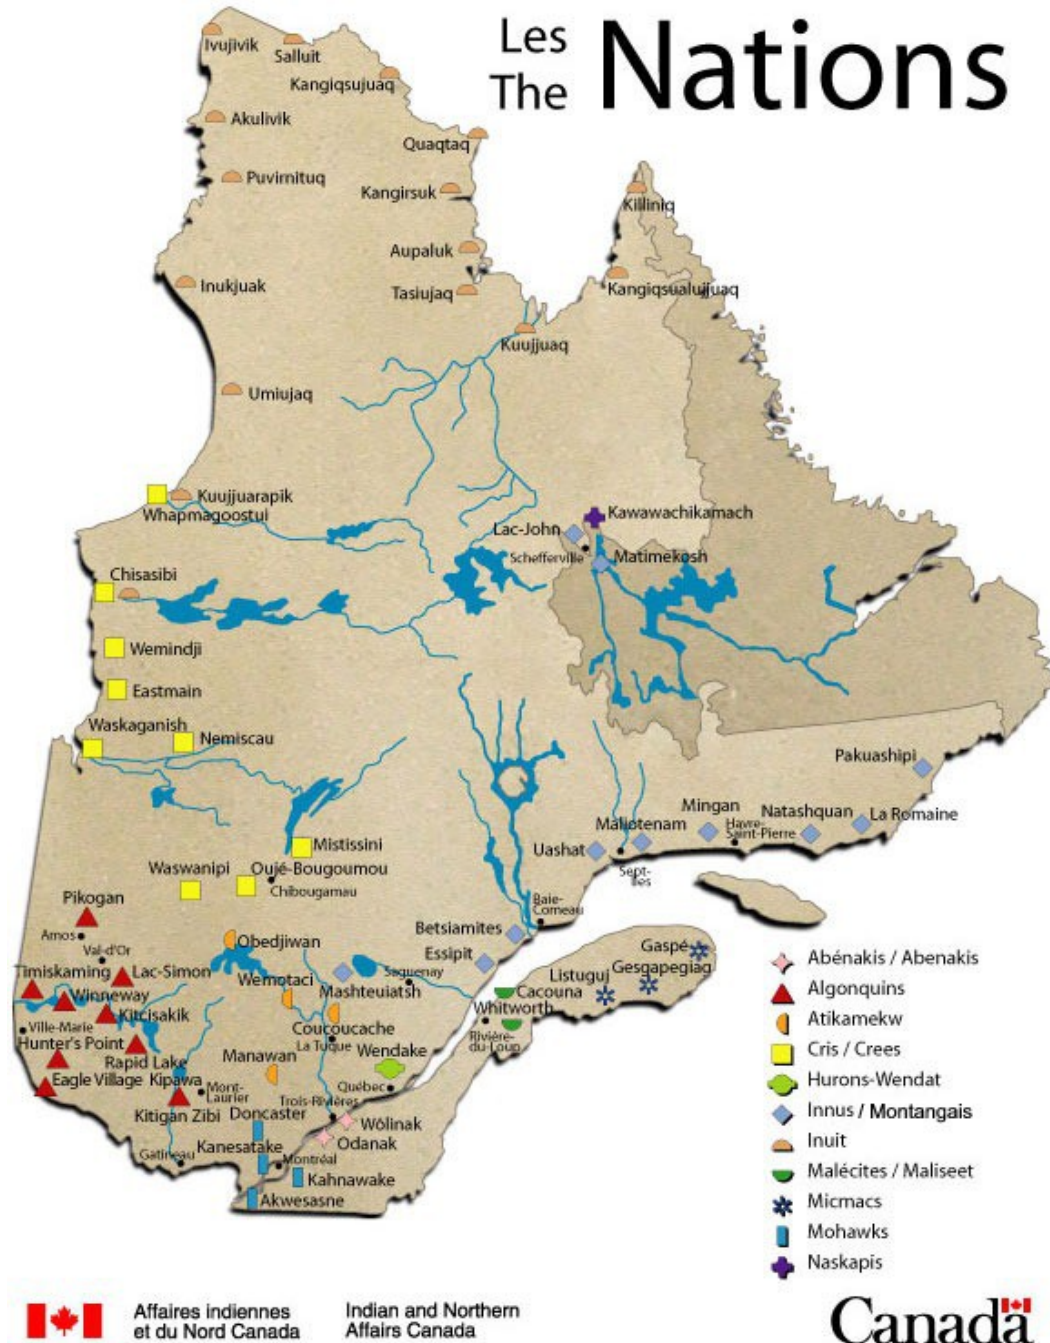 Les
The
Nations
Ivujivik
Salluit
Kangiqsujuaq
Akulivik
Quaqtaq
Puvirnituq
Kangirsuk
Killiniq
Aupaluk
Inukjuak
Tasiujaq
Kangiqsualujjuaq
Kuujjuaq
Umiujaq
Kuujjuarapik
Whapmagoostui
Kawawachikamach
Lac-John
Schefferville
Matimekosh
Chisasibi
Wemindji
Eastmain
Waskaganish
Nemiscau
Pakuashipi
Mingan
Natashquan
La Romaine
Maliotenam
Havre-
Saint-Pierre
Mistissini
Uashat
Sept-
Îles
Waswanipi
Oujé-Bougoumou
Chibougamau
Pikogan
Baie-
Comeau
Amos
Betsiamites
Val-d'Or
Obedjiwan
Essipit
Gaspé
Timiskaming
Lac-Simon
Saguenay
Listuguj
Gesgapegiag
Wemotaci
Mashteuiatsh
Cacouna
Winneway
Whitworth
Kitcisakik
Ville-Marie
Coucoucache
Rivière-
du-Loup
Hunter's Point
La Tuque
Rapid Lake
Manawan
Wendake
Eagle Village Kipawa
Mont-
Laurier
Québec
Kitigan Zibi
Trois-Rivières
Doncaster
Wôlinak
Kanesatake
Odanak
Gatineau
Montréal
Kahnawake
Akwesasne
Abénakis / Abenakis
Algonquins
Atikamekw
Cris / Crees
Hurons-Wendat
Innus / Montangais
Inuit
Malécites / Maliseet
Micmacs
Mohawks
Naskapis
Affaires indiennes
et du Nord Canada
Indian and Northern
Affairs Canada
Canada